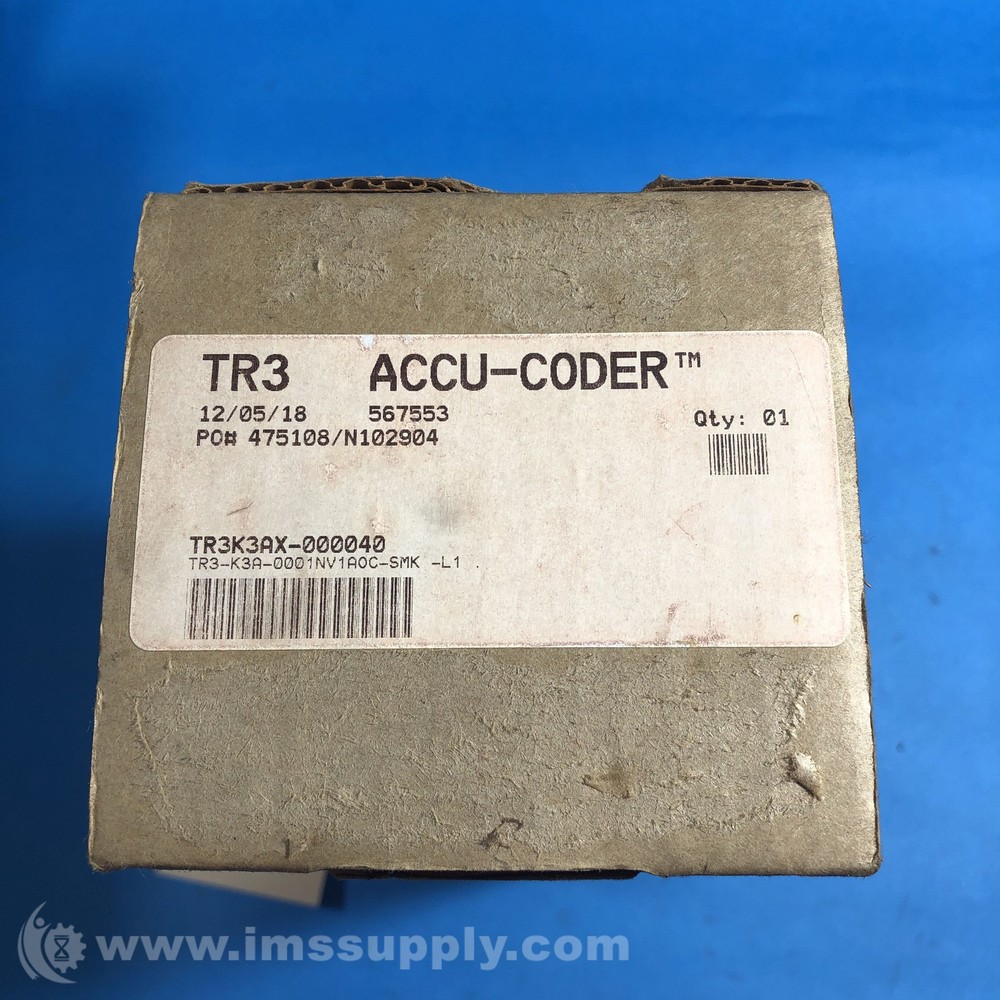 TR3 ACCU-CODER™
12/05/18 567553 Qty: 01
PO# 475108/N102904
TR3K3AX-000040
TR3-K3A-0001NV1AOC-SMK -L1 .
www.imssupply.com